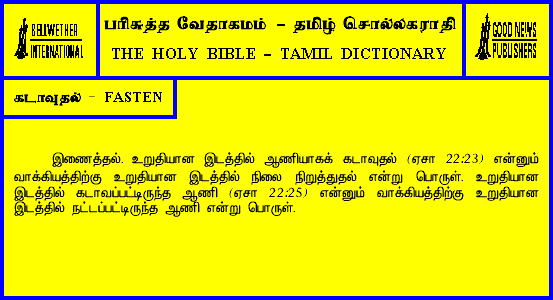 BELLWETHER
INTERNATIONAL
பரிசுத்த வேதாகமம் - தமிழ் சொல்லகராதி
THE HOLY BIBLE - TAMIL DICTIONARY
GOOD NEWS
PUBLISHERS
கடாவுதல் - FASTEN
இணைத்தல். உறுதியான இடத்தில் ஆணியாகக் கடாவுதல் (ஏசா 22:23) என்னும்
வாக்கியத்திற்கு உறுதியான இடத்தில் நிலை நிறுத்துதல் என்று பொருள். உறுதியான
இடத்தில் கடாவப்பட்டிருந்த ஆணி (ஏசா 22:25) என்னும் வாக்கியத்திற்கு உறுதியான
இடத்தில் நட்டப்பட்டிருந்த ஆணி என்று பொருள்.